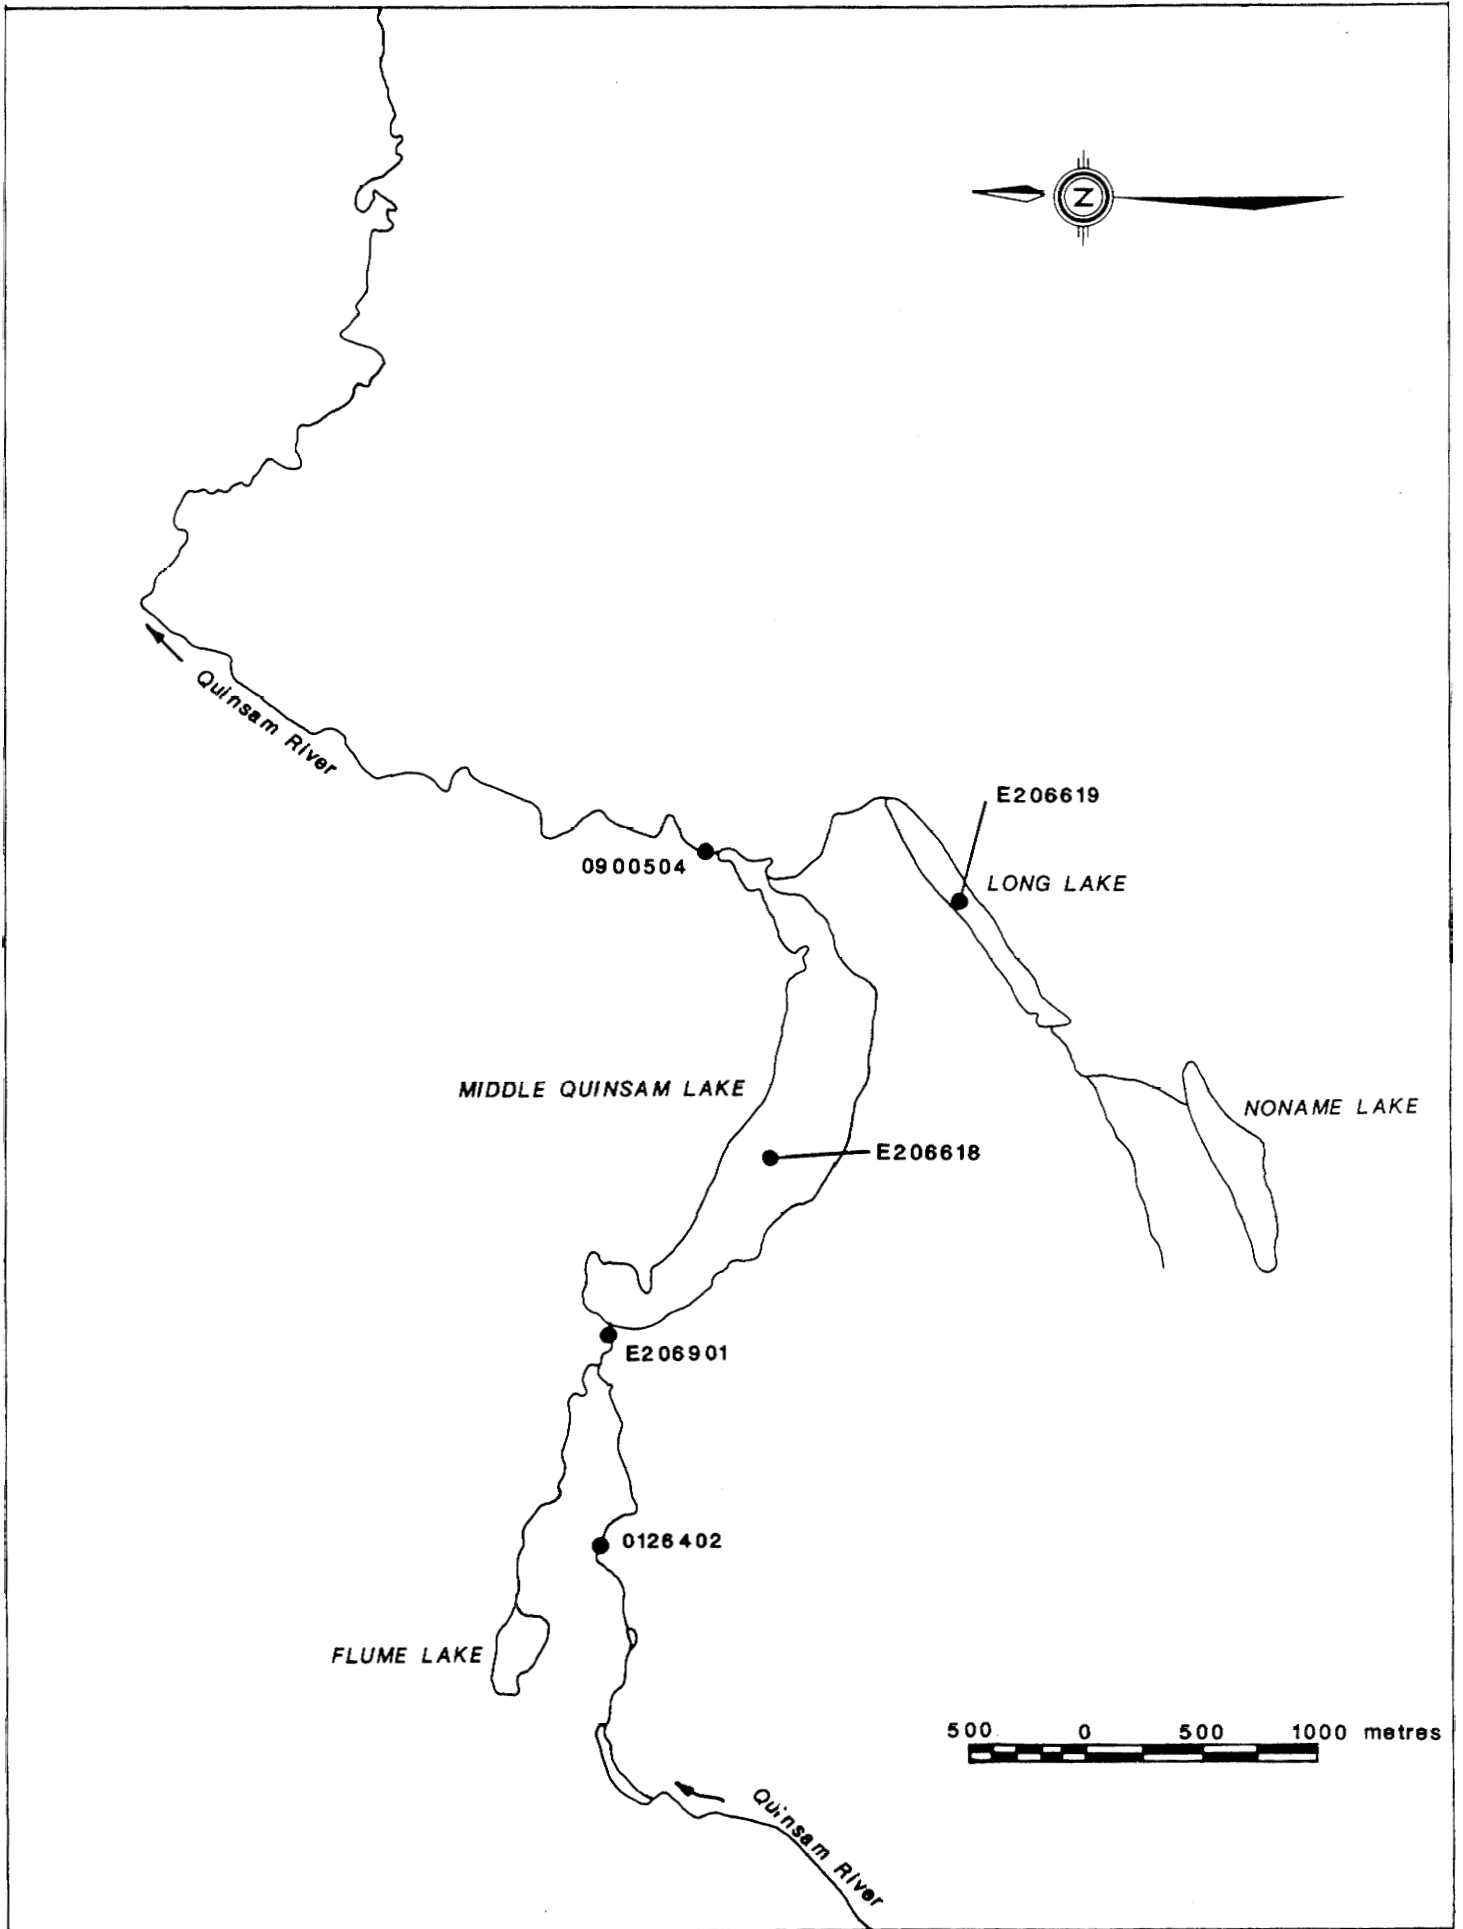 N
Quinsam River
E206619
0900504
LONG LAKE
MIDDLE QUINSAM LAKE
NONAME LAKE
E206618
E206901
0126402
FLUME LAKE
500 0 500 1000 metres
Quinsam River